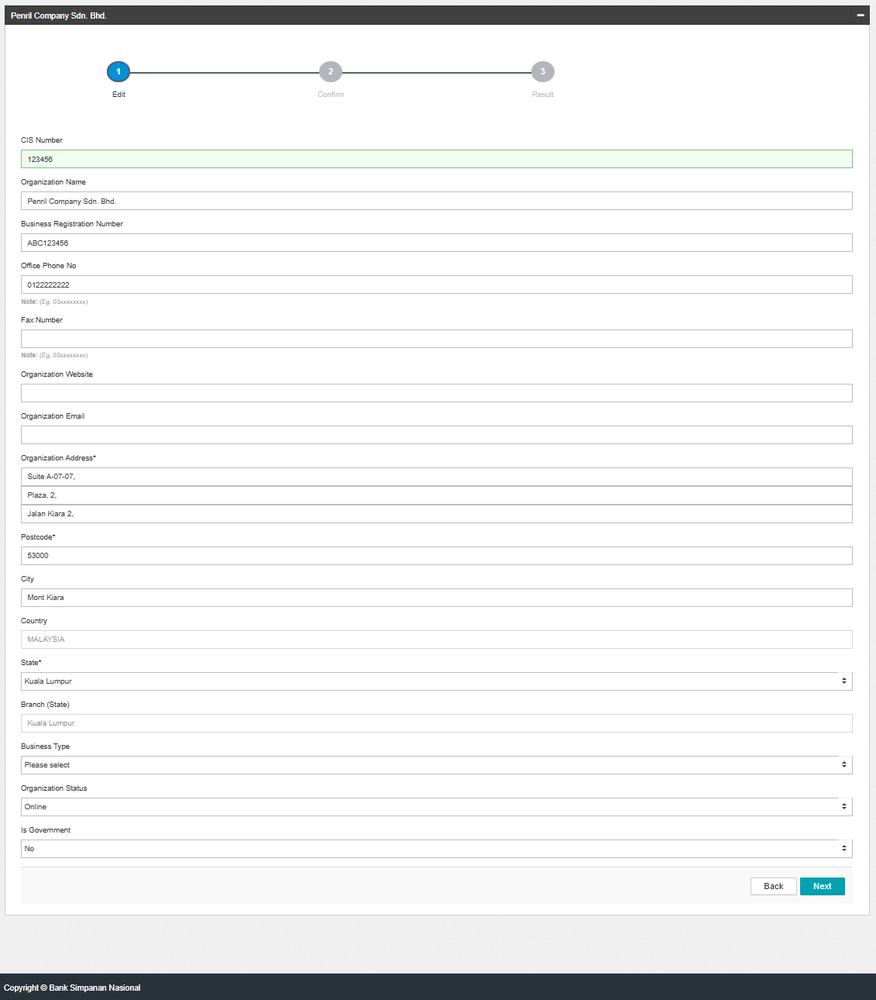 Penril Company Sdn. Bhd.
1
2
3
Edit
Confirm
Result
CIS Number
123456
Organization Name
Penril Company Sdn. Bhd.
Business Registration Number
ABC123456
Office Phone No
0122222222
Note: (Eg. 03xxxxxxxx)
Fax Number
Note: (Eg. 03xxxxxxxx)
Organization Website
Organization Email
Organization Address*
Suite A-07-07,
Plaza, 2,
Jalan Kiara 2,
Postcode*
53000
City
Mont Kiara
Country
MALAYSIA
State*
Kuala Lumpur
Branch (State)
Kuala Lumpur
Business Type
Please select
Organization Status
Online
Is Government
No
Back
Next
Copyright © Bank Simpanan Nasional